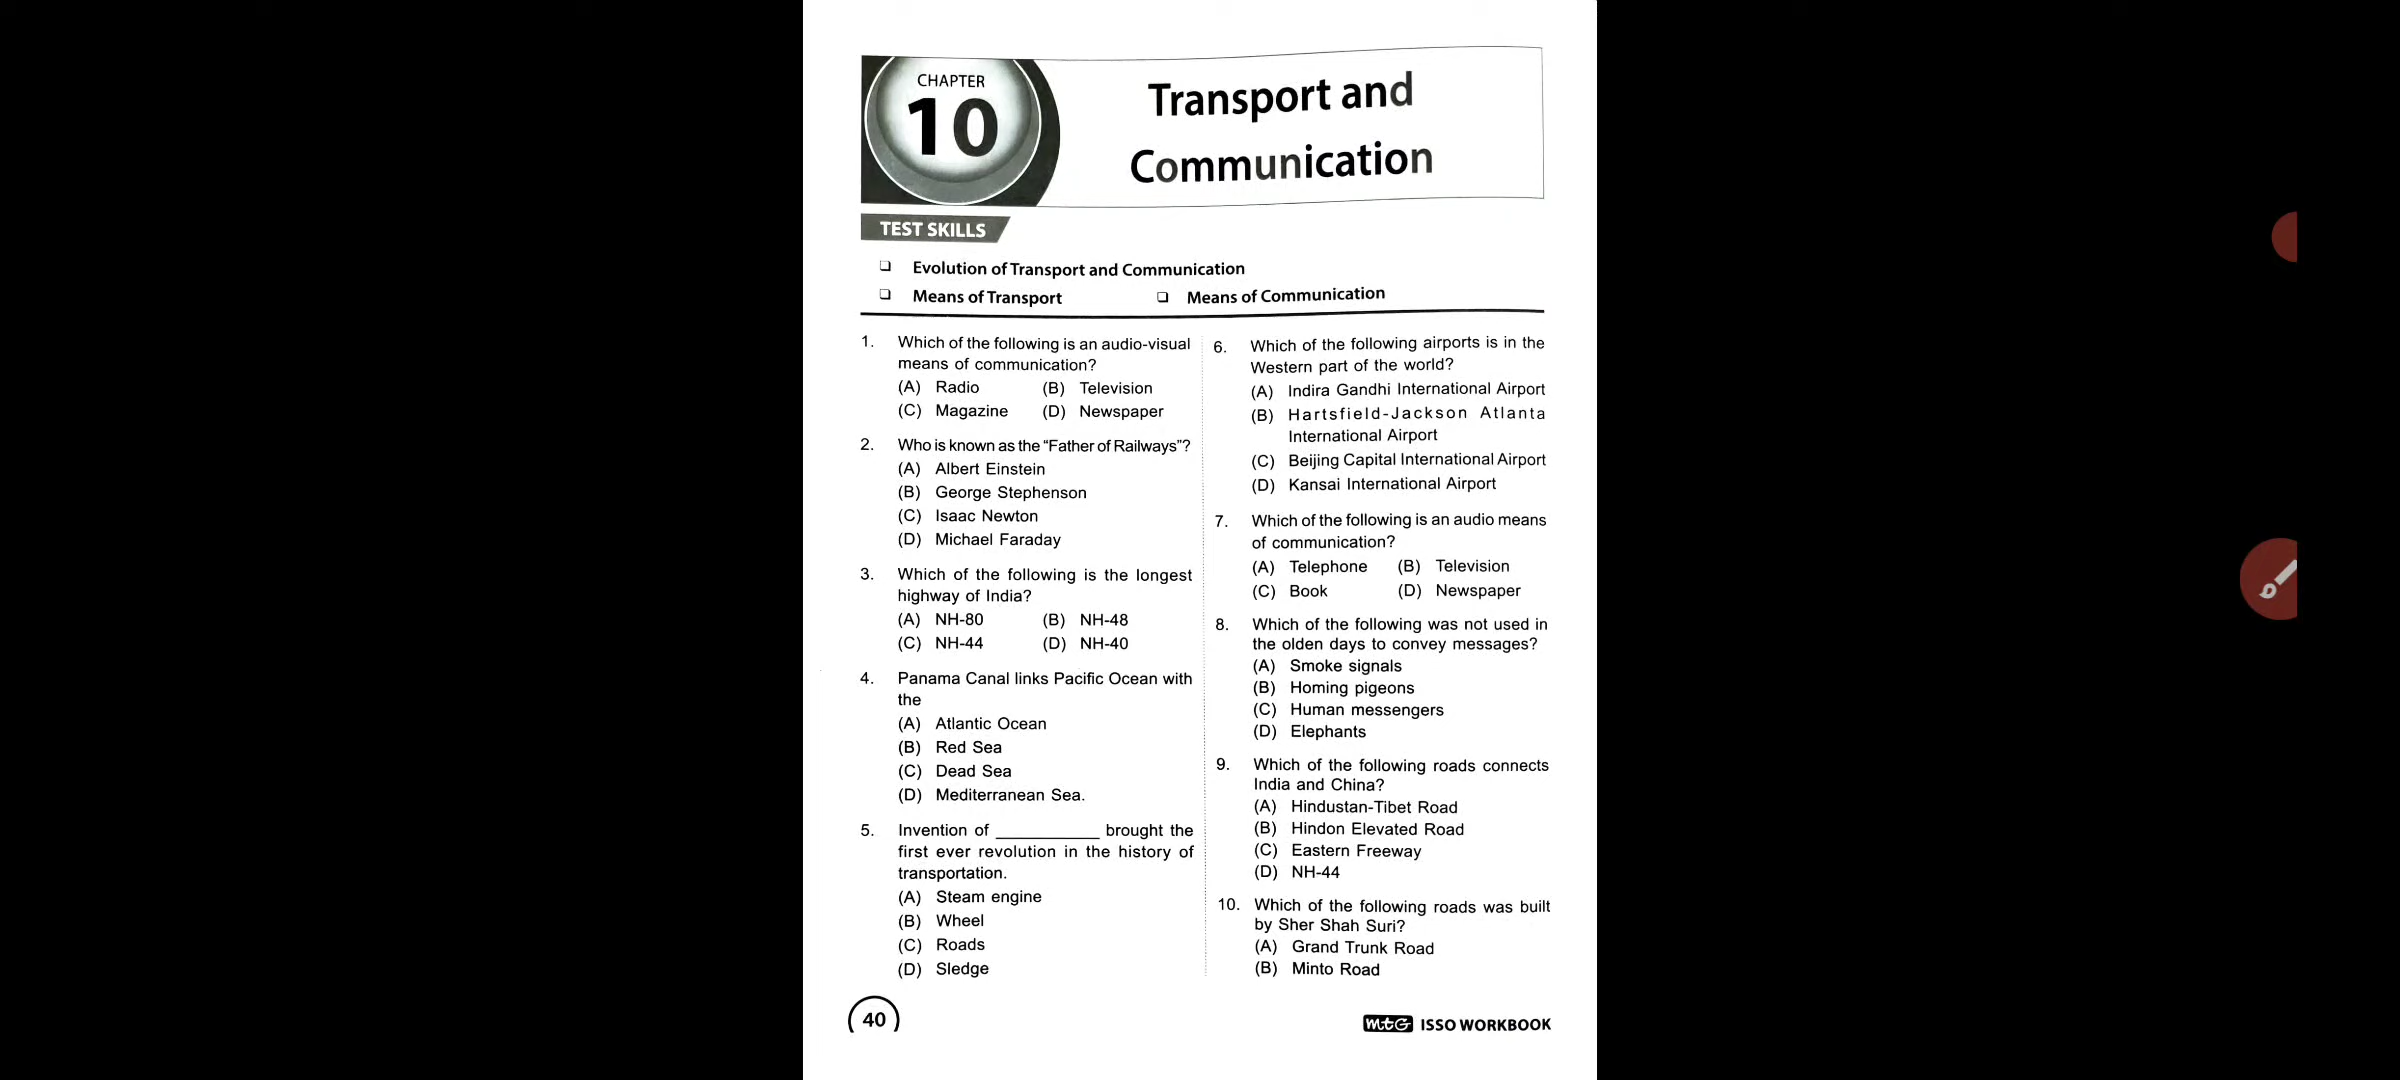 CHAPTER
10
Transport and
Communication
TEST SKILLS
❑ Evolution of Transport and Communication
❑ Means of Transport ❑ Means of Communication
1. Which of the following is an audio-visual
means of communication?
(A) Radio (B) Television
(C) Magazine (D) Newspaper
2. Who is known as the “Father of Railways”?
(A) Albert Einstein
(B) George Stephenson
(C) Isaac Newton
(D) Michael Faraday
3. Which of the following is the longest
highway of India?
(A) NH-80 (B) NH-48
(C) NH-44 (D) NH-40
4. Panama Canal links Pacific Ocean with
the
(A) Atlantic Ocean
(B) Red Sea
(C) Dead Sea
(D) Mediterranean Sea.
5. Invention of ___________ brought the
first ever revolution in the history of
transportation.
(A) Steam engine
(B) Wheel
(C) Roads
(D) Sledge
6. Which of the following airports is in the
Western part of the world?
(A) Indira Gandhi International Airport
(B) Hartsfield-Jackson Atlanta
International Airport
(C) Beijing Capital International Airport
(D) Kansai International Airport
7. Which of the following is an audio means
of communication?
(A) Telephone (B) Television
(C) Book (D) Newspaper
8. Which of the following was not used in
the olden days to convey messages?
(A) Smoke signals
(B) Homing pigeons
(C) Human messengers
(D) Elephants
9. Which of the following roads connects
India and China?
(A) Hindustan-Tibet Road
(B) Hindon Elevated Road
(C) Eastern Freeway
(D) NH-44
10. Which of the following roads was built
by Sher Shah Suri?
(A) Grand Trunk Road
(B) Minto Road
40
mtG ISSO WORKBOOK